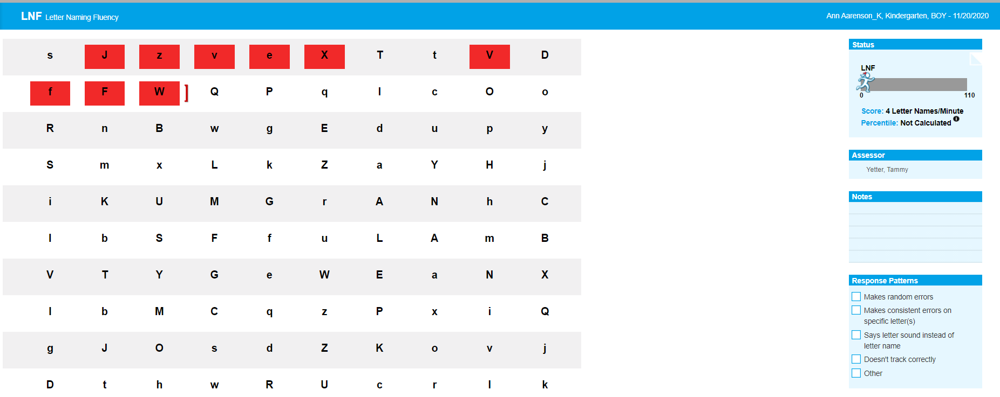 LNF Letter Naming Fluency
Ann Aarenson_K, Kindergarten, BOY - 11/20/2020
s J z v e X T t V D
f F W ] Q P q I c O o
R n B w g E d u p y
S m x L k Z a Y H j
i K U M G r A N h C
l b S F f u L A m B
V T Y G e W E a N X
I b M C q z P x i Q
g J O s d Z K o v j
D t h w R U c r l k
Status
LNF
0 110
Score: 4 Letter Names/Minute
Percentile: Not Calculated
Assessor
Yetter, Tammy
Notes
Response Patterns
Makes random errors
Makes consistent errors on
specific letter(s)
Says letter sound instead of
letter name
Doesn't track correctly
Other